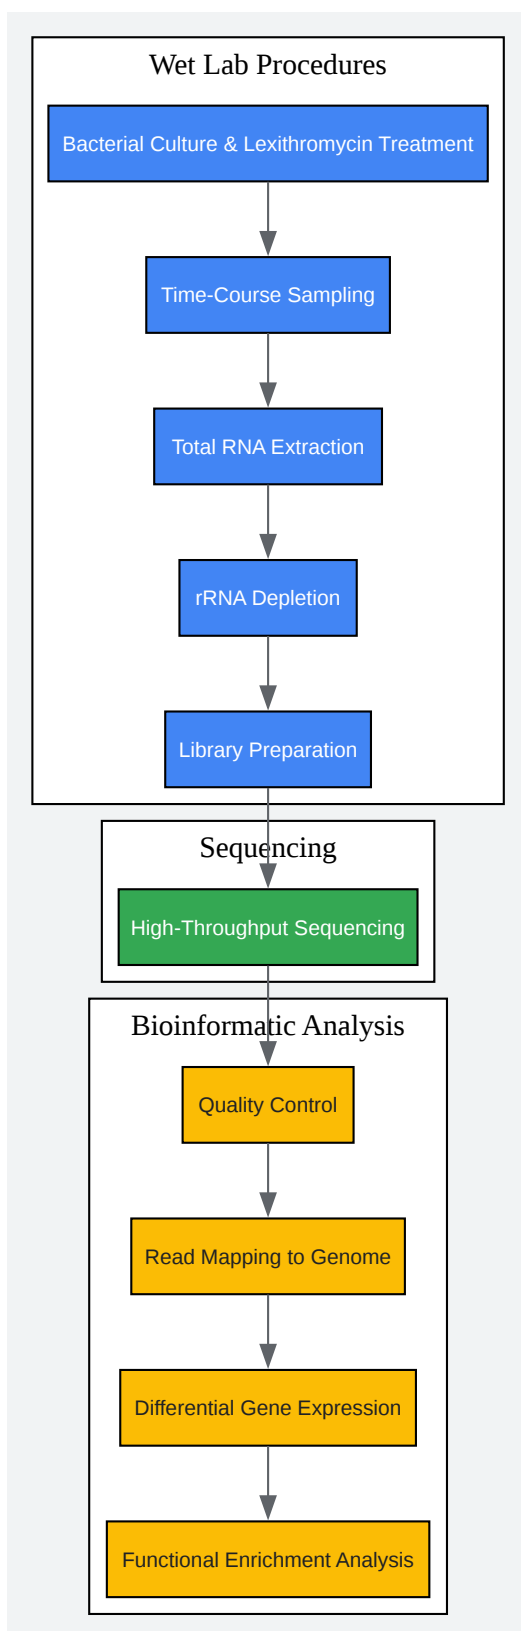 Wet Lab Procedures
Bacterial Culture & Lexithromycin Treatment
Time-Course Sampling
Total RNA Extraction
rRNA Depletion
Library Preparation
Sequencing
High-Throughput Sequencing
Bioinformatic Analysis
Quality Control
Read Mapping to Genome
Differential Gene Expression
Functional Enrichment Analysis